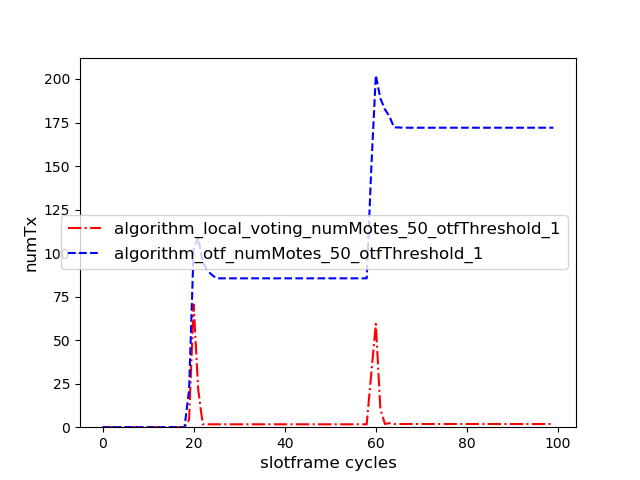 200
175
150
125
100
75
50
25
0
numTx
algorithm_local_voting_numMotes_50_otfThreshold_1
algorithm_otf_numMotes_50_otfThreshold_1
0 20 40 60 80 100
slotframe cycles